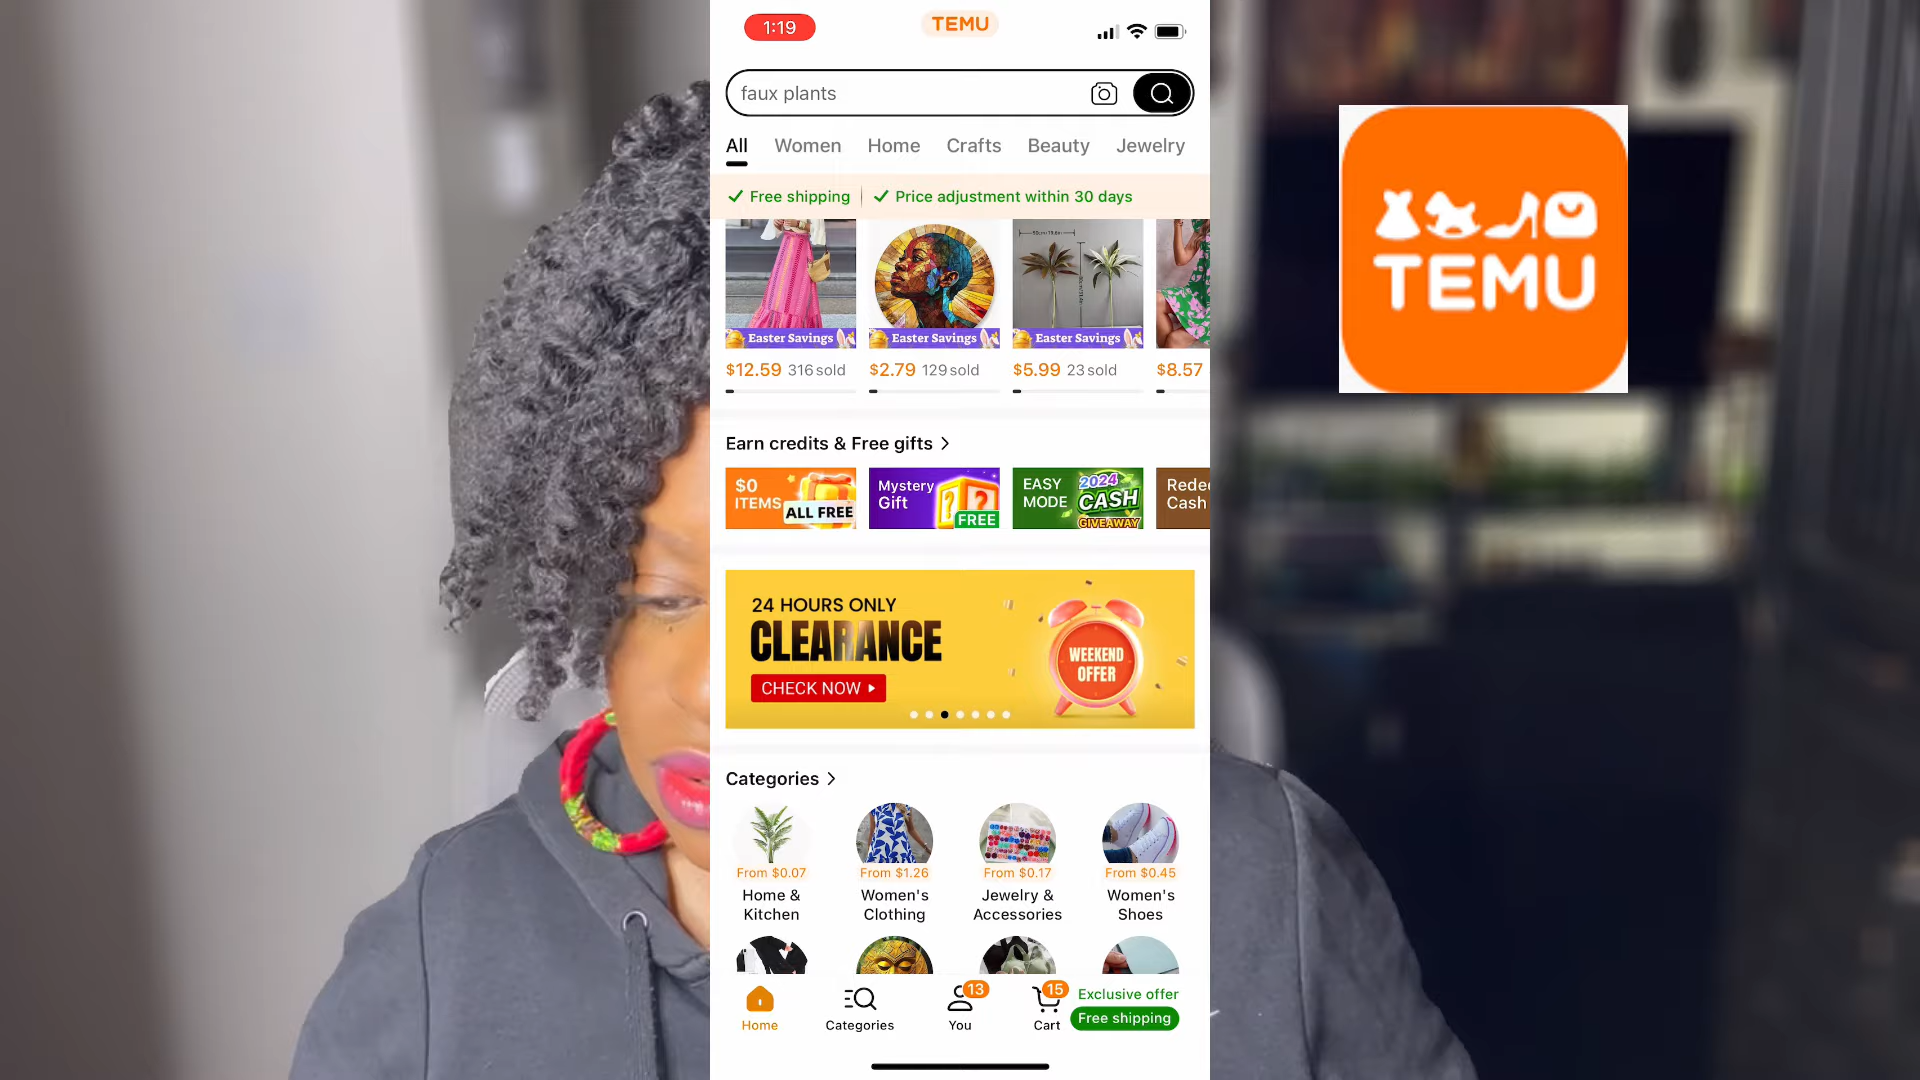 1:19
TEMU
faux plants
All Women Home Crafts Beauty Jewelry
Free shipping Price adjustment within 30 days
Easter Savings Easter Savings Easter Savings
$12.59 316 sold $2.79 129 sold $5.99 23 sold $8.57
Earn credits & Free gifts
$0
ITEMS
ALL FREE
Mystery
Gift
FREE
EASY
MODE
2024
CASH
GIVEAWAY
Cash
24 HOURS ONLY
CLEARANCE
CHECK NOW
WEEKEND
OFFER
Categories
From $0.07 From $1.26 From $0.17 From $0.45
Home &
Kitchen
Women's
Clothing
Jewelry &
Accessories
Women's
Shoes
Home
Categories
13
You
15
Cart
Exclusive offer
Free shipping
TEMU